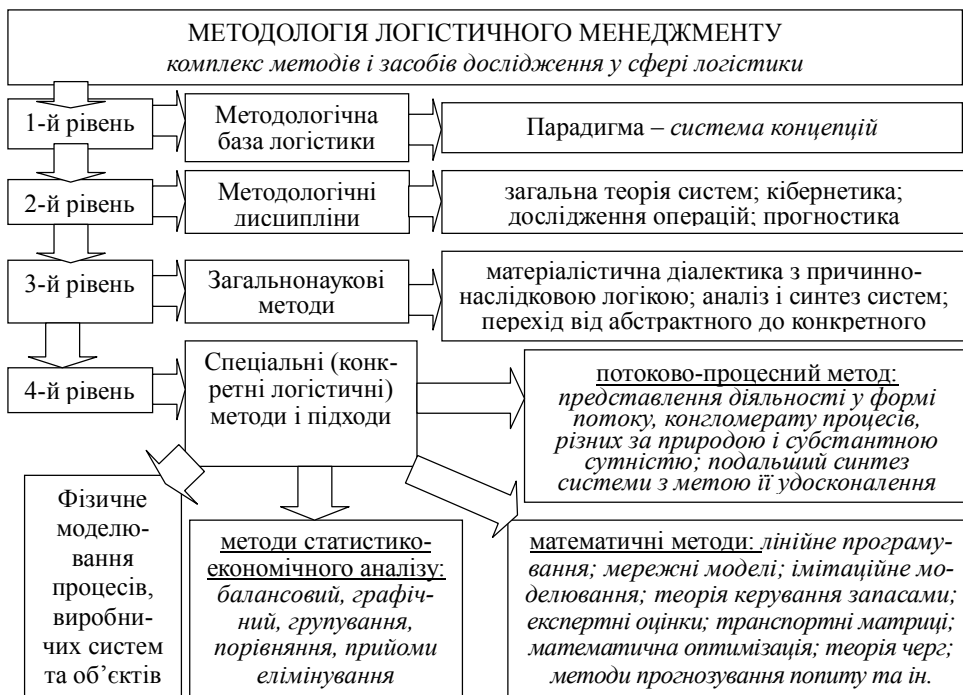 МЕТОДОЛОГІЯ ЛОГІСТИЧНОГО МЕНЕДЖМЕНТУ
комплекс методів і засобів дослідження у сфері логістики
1-й рівень
Методологічна
база логістики
Парадигма – система концепцій
2-й рівень
Методологічні
дисципліни
загальна теорія систем; кібернетика;
дослідження операцій; прогностика
3-й рівень
Загальнонаукові
методи
матеріалістична діалектика з причинно-
наслідковою логікою; аналіз і синтез систем;
перехід від абстрактного до конкретного
4-й рівень
Спеціальні (конк-
ретні логістичні)
методи і підходи
потоково-процесний метод:
представлення діяльності у формі
потоку, конгломерату процесів,
різних за природою і субстантною
сутністю; подальший синтез
системи з метою її удосконалення
Фізичне
моделю-
вання
процесів,
виробни-
чих систем
та об’єктів
методи статистико-
економічного аналізу:
балансовий, графіч-
ний, групування,
порівняння, прийоми
елімінування
математичні методи: лінійне програму-
вання; мережні моделі; імітаційне мо-
делювання; теорія керування запасами;
експертні оцінки; транспортні матриці;
математична оптимізація; теорія черг;
методи прогнозування попиту та ін.